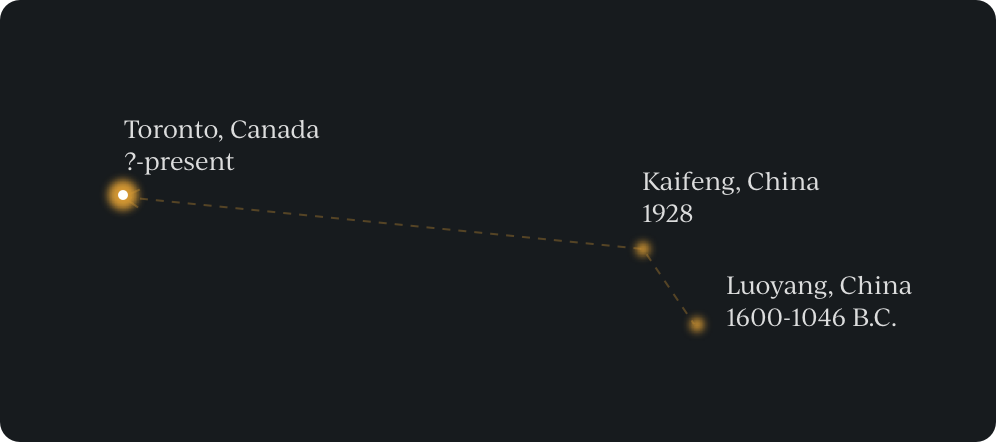 Toronto, Canada
?-present
Kaifeng, China
1928
Luoyang, China
1600-1046 B.C.